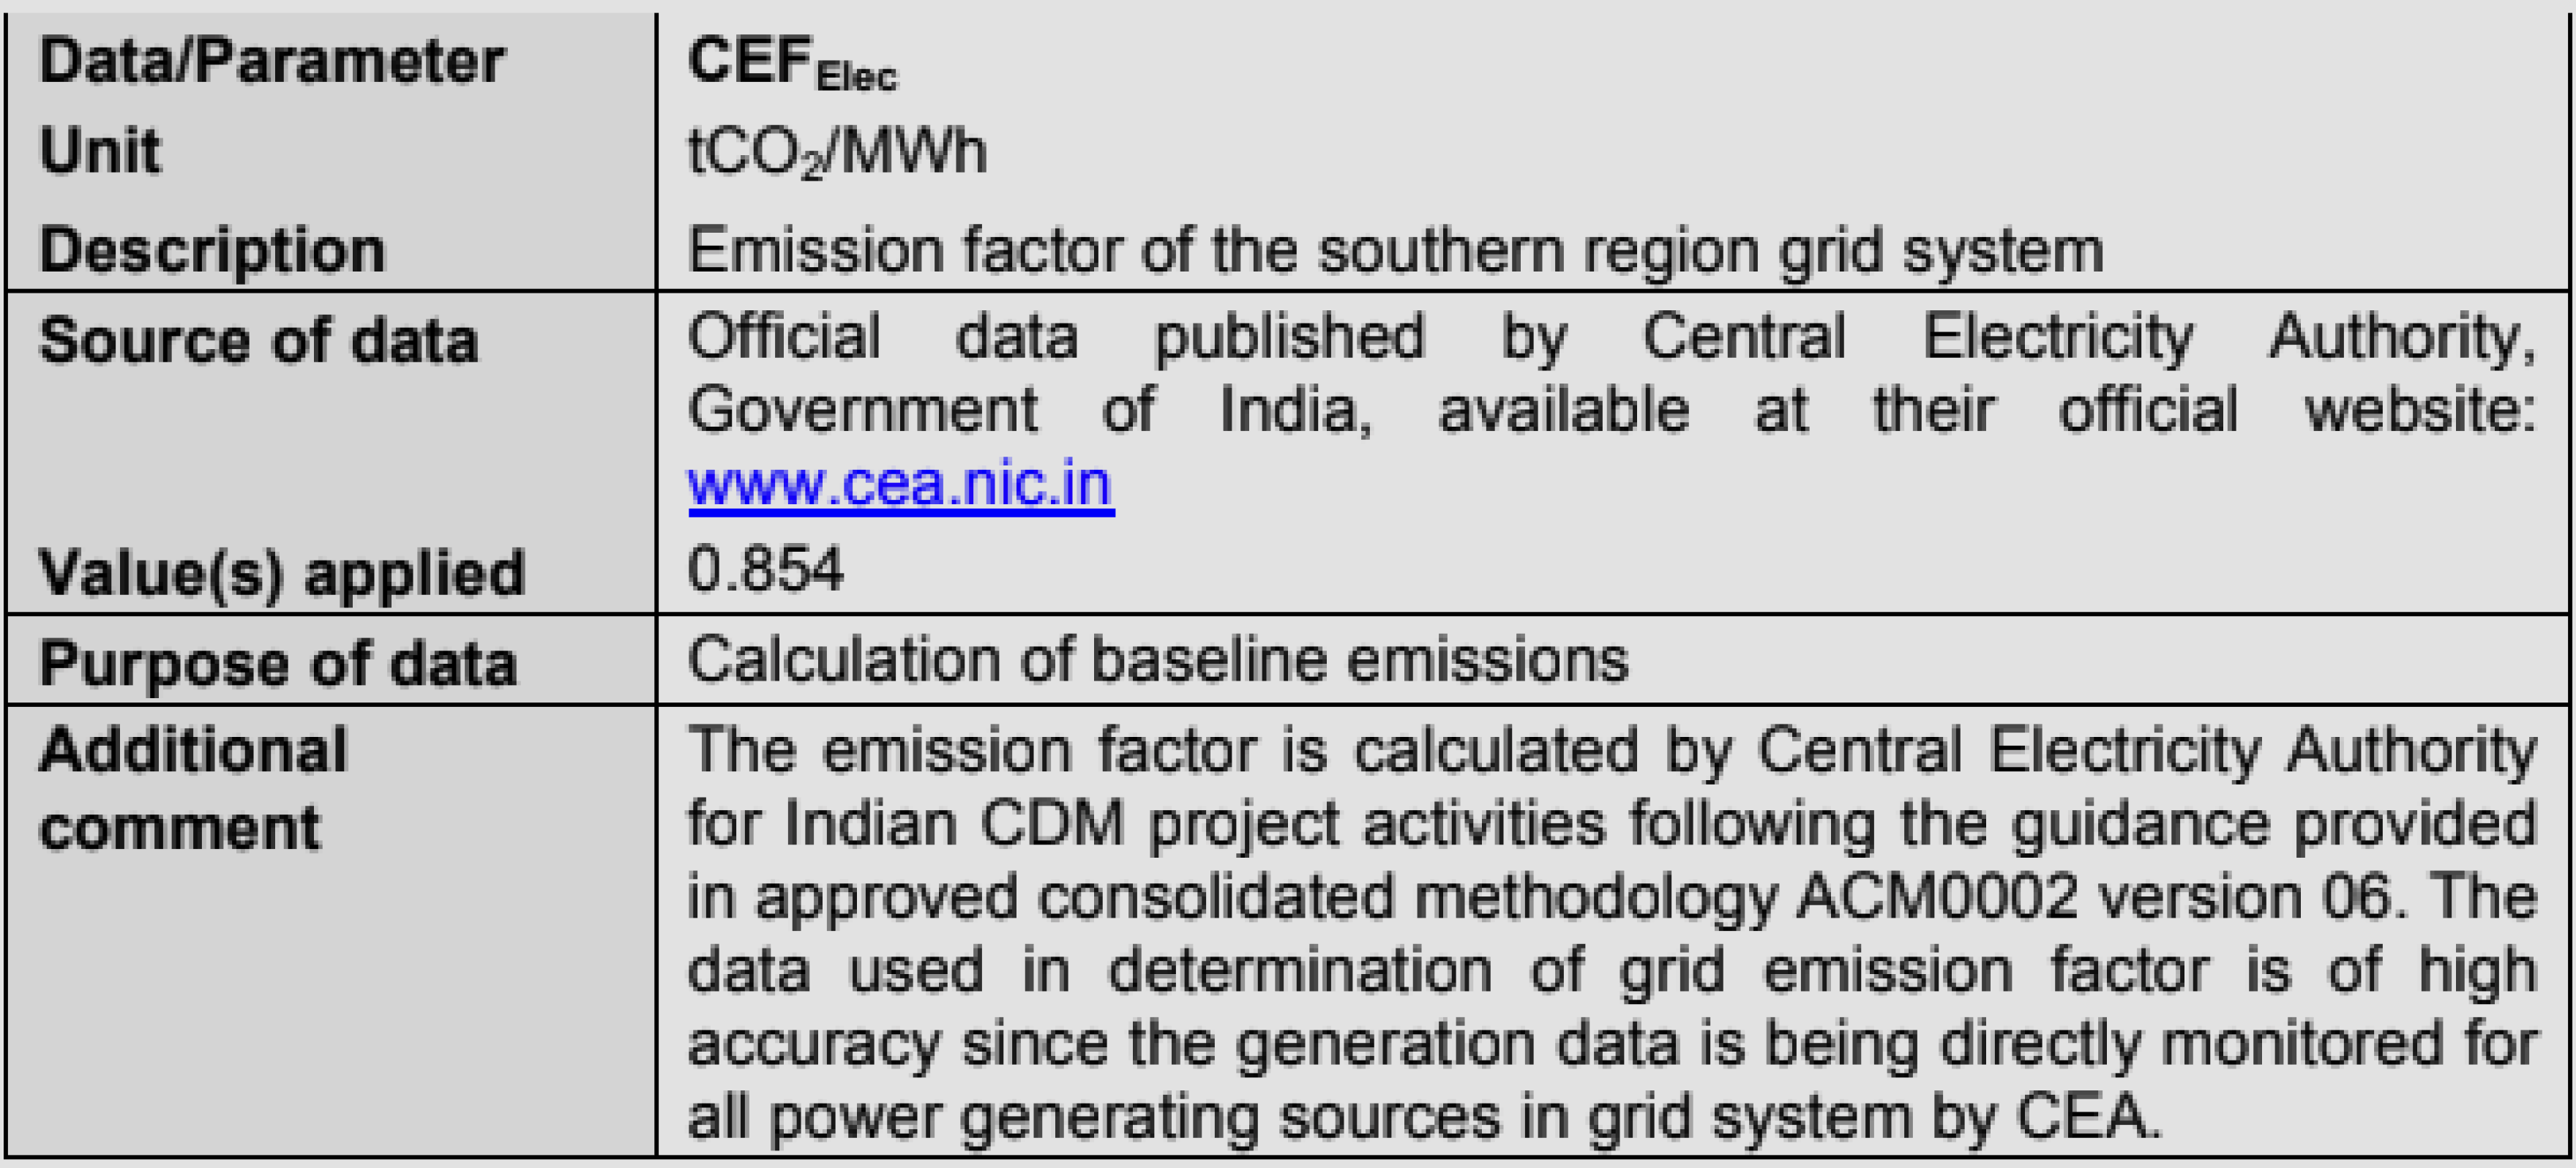 Data/Parameter CEF_Elec
Unit tCO₂/MWh
Description Emission factor of the southern region grid system
Source of data Official data published by Central Electricity Authority,
Government of India, available at their official website:
www.cea.nic.in
Value(s) applied 0.854
Purpose of data Calculation of baseline emissions
Additional The emission factor is calculated by Central Electricity Authority
comment for Indian CDM project activities following the guidance provided
in approved consolidated methodology ACM0002 version 06. The
data used in determination of grid emission factor is of high
accuracy since the generation data is being directly monitored for
all power generating sources in grid system by CEA.